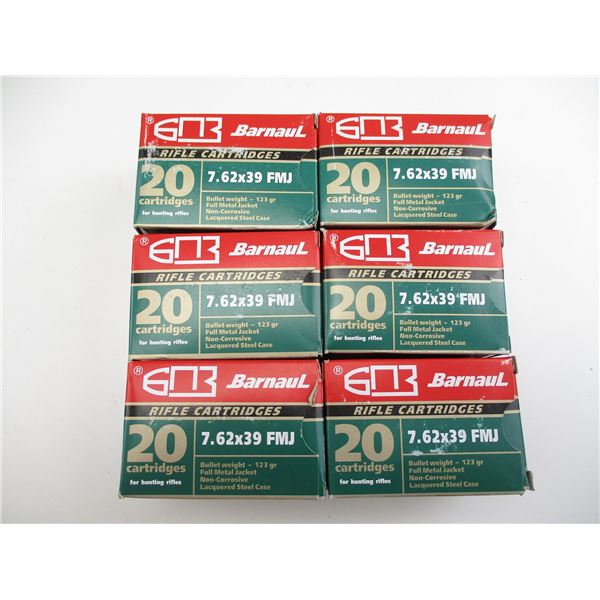 ® БПЗ Barnaul
RIFLE CARTRIDGES
20 cartridges
for hunting rifles
7.62x39 FMJ
Bullet weight - 123 gr
Full Metal Jacket
Non-Corrosive
Lacquered Steel Case
® БПЗ Barnaul
RIFLE CARTRIDGES
20 cartridges
for hunting rifles
7.62x39 FMJ
Bullet weight - 123 gr
Full Metal Jacket
Non-Corrosive
Lacquered Steel Case
® БПЗ Barnaul
RIFLE CARTRIDGES
20 cartridges
for hunting rifles
7.62x39 FMJ
Bullet weight - 123 gr
Full Metal Jacket
Non-Corrosive
Lacquered Steel Case
® БПЗ Barnaul
RIFLE CARTRIDGES
20 cartridges
for hunting rifles
7.62x39 FMJ
Bullet weight - 123 gr
Full Metal Jacket
Non-Corrosive
Lacquered Steel Case
® БПЗ Barnaul
RIFLE CARTRIDGES
20 cartridges
for hunting rifles
7.62x39 FMJ
Bullet weight - 123 gr
Full Metal Jacket
Non-Corrosive
Lacquered Steel Case
® БПЗ Barnaul
RIFLE CARTRIDGES
20 cartridges
for hunting rifles
7.62x39 FMJ
Bullet weight - 123 gr
Full Metal Jacket
Non-Corrosive
Lacquered Steel Case